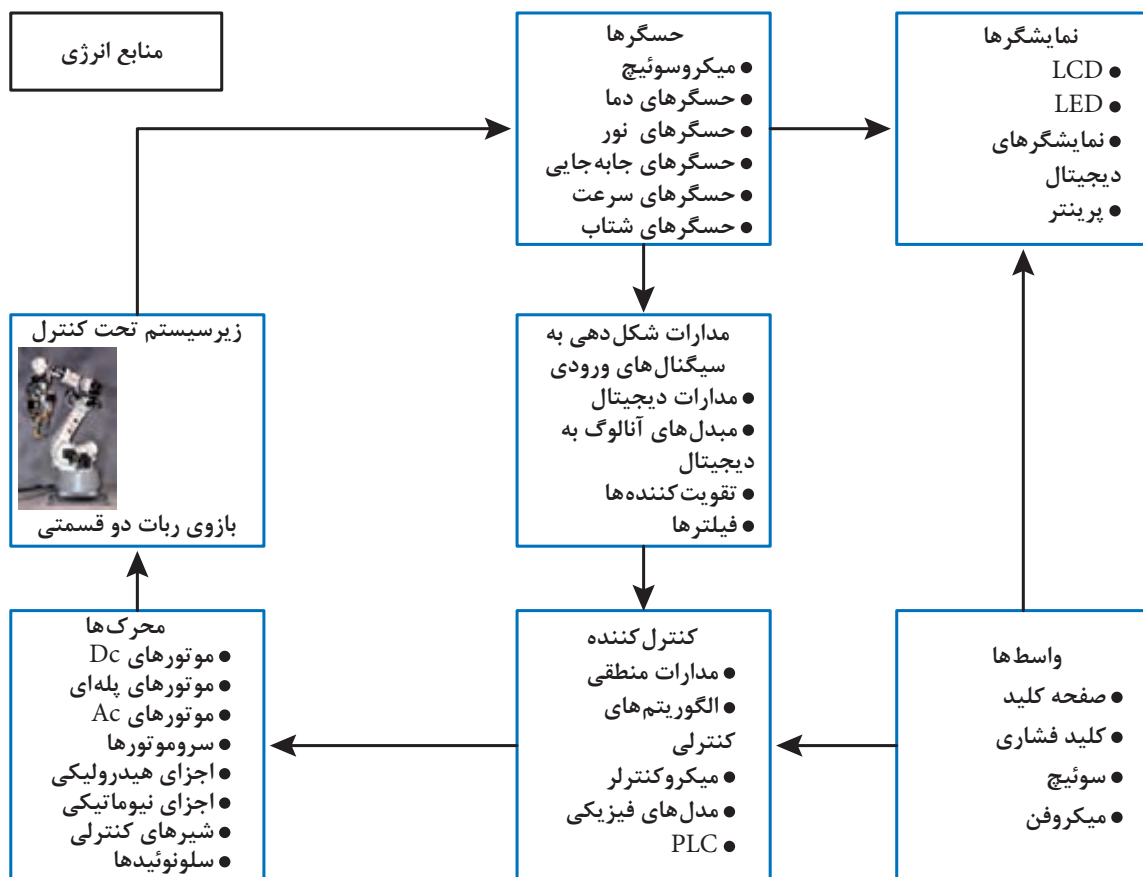 نمایشگرها
● LCD
● LED
● نمایشگرهای
دیجیتال
● پرینتر
حسگرها
● میکروسوئیچ
● حسگرهای دما
● حسگرهای نور
● حسگرهای جابه‌جایی
● حسگرهای سرعت
● حسگرهای شتاب
منابع انرژی
مدارات شکل‌دهی به
سیگنال‌های ورودی
● مدارات دیجیتال
● مبدل‌های آنالوگ به
دیجیتال
● تقویت‌کننده‌ها
● فیلترها
زیرسیستم تحت کنترل
بازوی ربات دو قسمتی
واسط‌ها
● صفحه کلید
● کلید فشاری
● سوئیچ
● میکروفن
کنترل‌کننده
● مدارات منطقی
● الگوریتم‌های
کنترلی
● میکروکنترلر
● مدل‌های فیزیکی
● PLC
محرک‌ها
● موتورهای Dc
● موتورهای پله‌ای
● موتورهای Ac
● سروموتورها
● اجزای هیدرولیکی
● اجزای نیوماتیکی
● شیرهای کنترلی
● سلونوئیدها